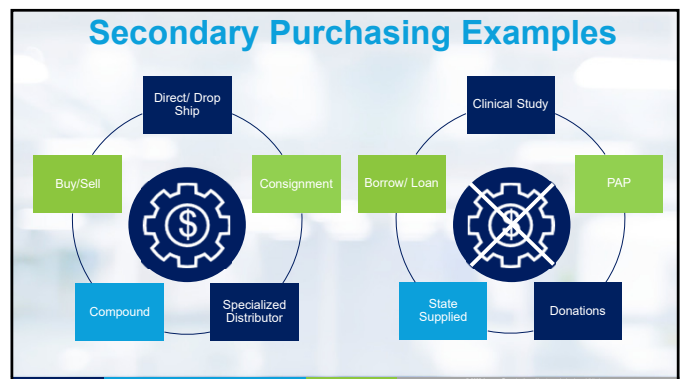 Secondary Purchasing Examples
Direct/ Drop
Ship
Buy/Sell
Consignment
$
Compound
Specialized
Distributor
Clinical Study
Borrow/ Loan
PAP
$
State
Supplied
Donations